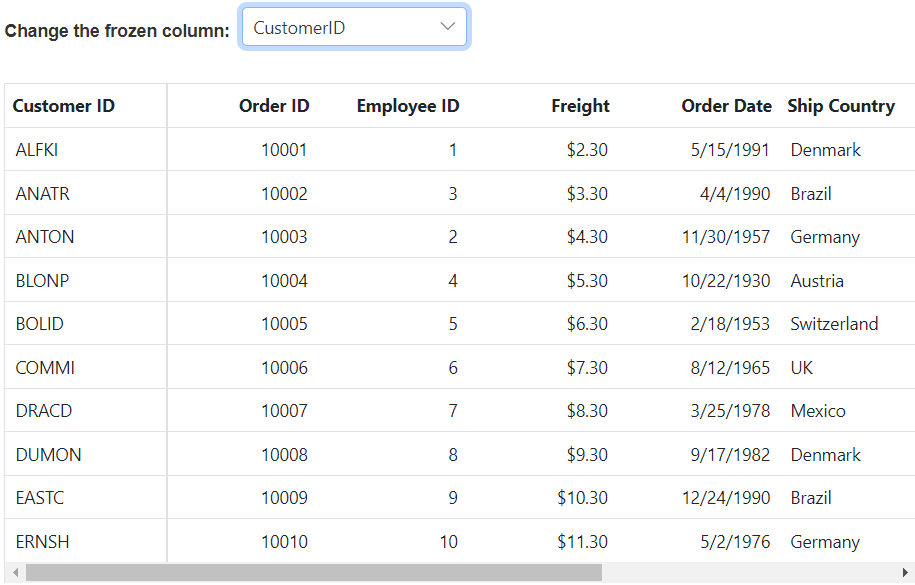 Change the frozen column: CustomerID
Customer ID Order ID Employee ID Freight Order Date Ship Country
ALFKI 10001 1 $2.30 5/15/1991 Denmark
ANATR 10002 3 $3.30 4/4/1990 Brazil
ANTON 10003 2 $4.30 11/30/1957 Germany
BLONP 10004 4 $5.30 10/22/1930 Austria
BOLID 10005 5 $6.30 2/18/1953 Switzerland
COMMI 10006 6 $7.30 8/12/1965 UK
DRACD 10007 7 $8.30 3/25/1978 Mexico
DUMON 10008 8 $9.30 9/17/1982 Denmark
EASTC 10009 9 $10.30 12/24/1990 Brazil
ERNSH 10010 10 $11.30 5/2/1976 Germany